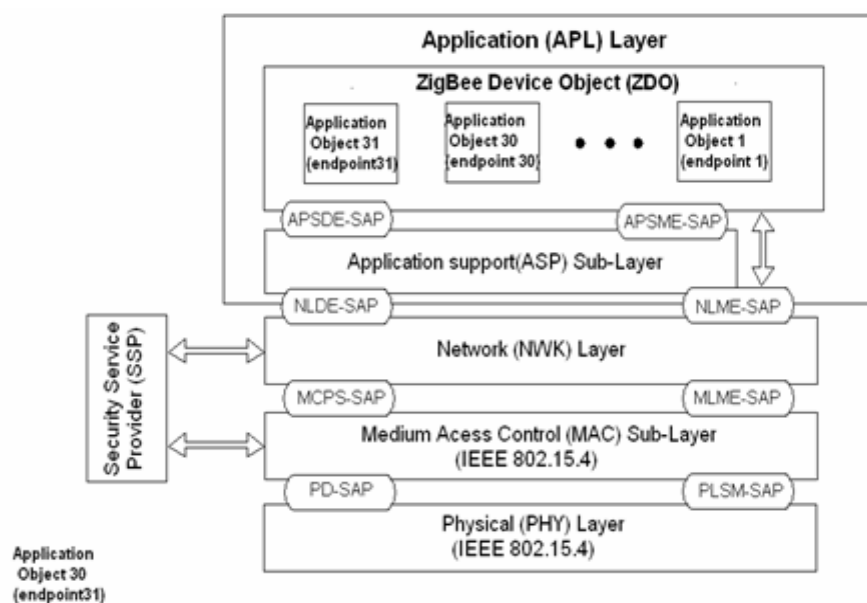 Application (APL) Layer
ZigBee Device Object (ZDO)
Application
Object 31
(endpoint31)
Application
Object 30
(endpoint 30)
• • •
Application
Object 1
(endpoint 1)
APSDE-SAP
APSME-SAP
Application support(ASP) Sub-Layer
NLDE-SAP
NLME-SAP
Security Service
Provider (SSP)
Network (NWK) Layer
MCPS-SAP
MLME-SAP
Medium Acess Control (MAC) Sub-Layer
(IEEE 802.15.4)
PD-SAP
PLSM-SAP
Physical (PHY) Layer
(IEEE 802.15.4)
Application
Object 30
(endpoint31)